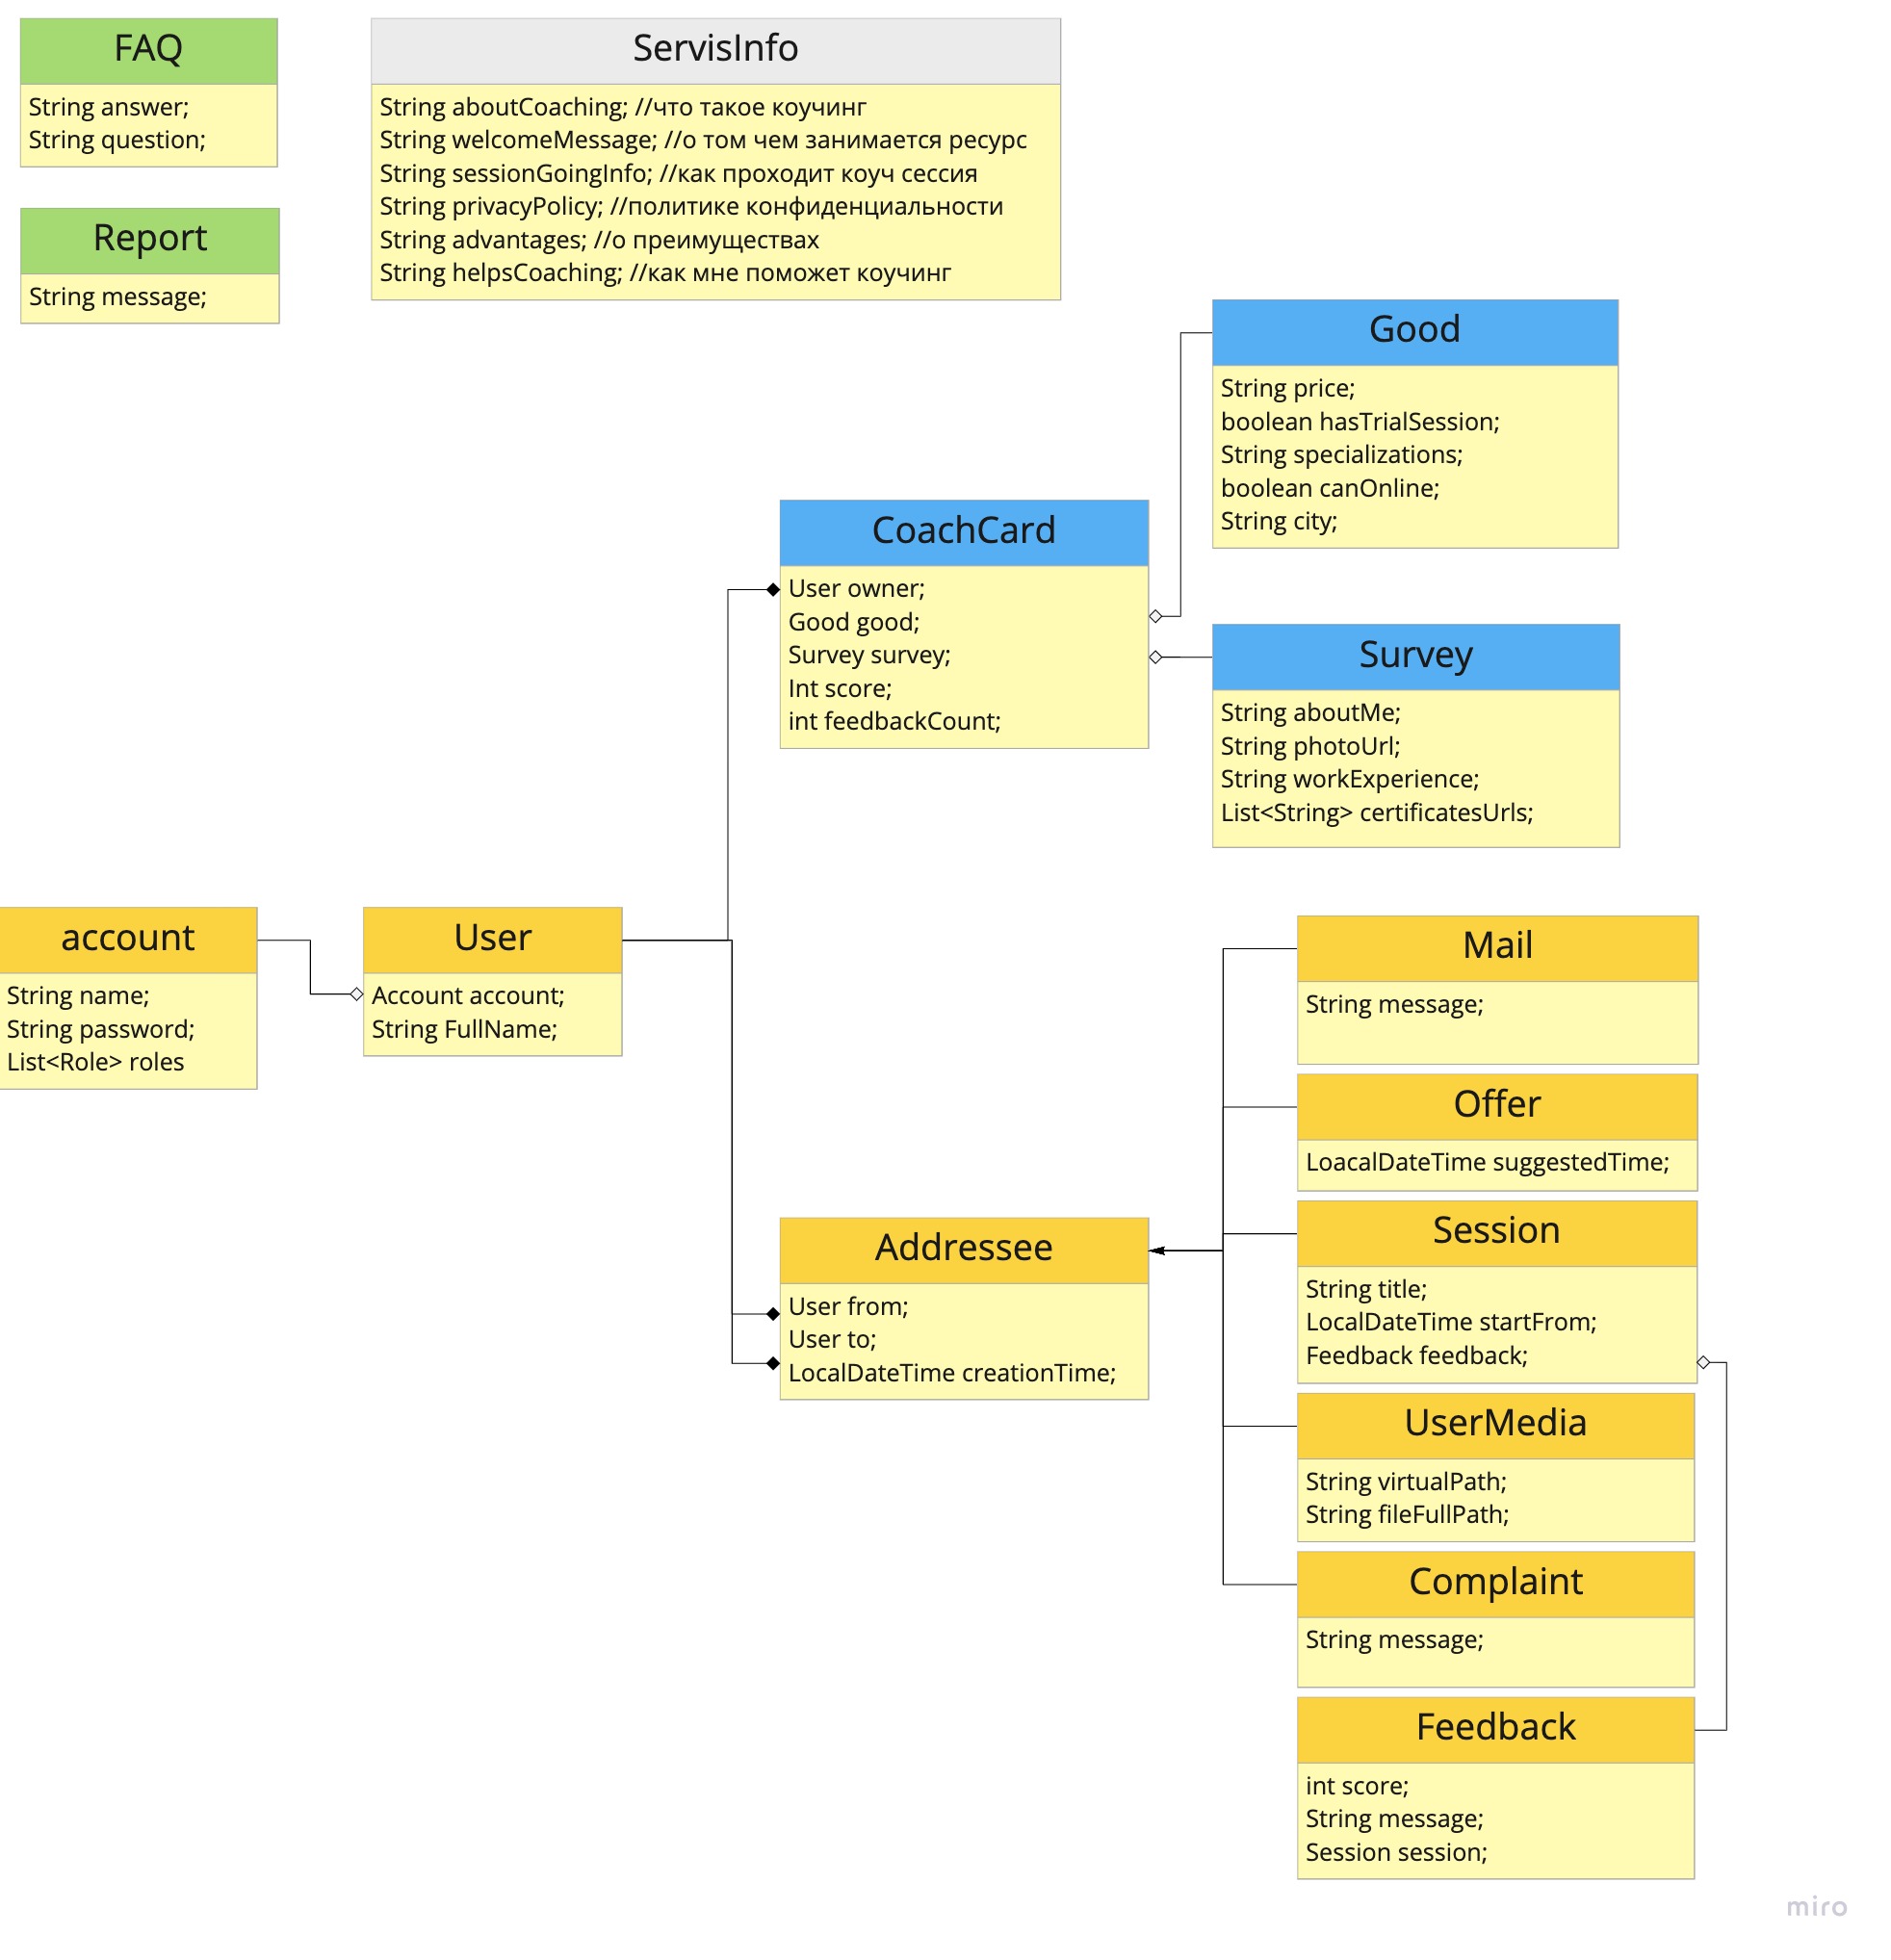 FAQ
String answer;
String question;
ServisInfo
String aboutCoaching; //что такое коучинг
String welcomeMessage; //о том чем занимается ресурс
String sessionGoingInfo; //как проходит коуч сессия
String privacyPolicy; //политике конфиденциальности
String advantages; //о преимуществах
String helpsCoaching; //как мне поможет коучинг
Report
String message;
Good
String price;
boolean hasTrialSession;
String specializations;
boolean canOnline;
String city;
CoachCard
User owner;
Good good;
Survey survey;
Int score;
int feedbackCount;
Survey
String aboutMe;
String photoUrl;
String workExperience;
List<String> certificatesUrls;
account
String name;
String password;
List<Role> roles
User
Account account;
String FullName;
Addressee
User from;
User to;
LocalDateTime creationTime;
Mail
String message;
Offer
LoacalDateTime suggestedTime;
Session
String title;
LocalDateTime startFrom;
Feedback feedback;
UserMedia
String virtualPath;
String fileFullPath;
Complaint
String message;
Feedback
int score;
String message;
Session session;
miro